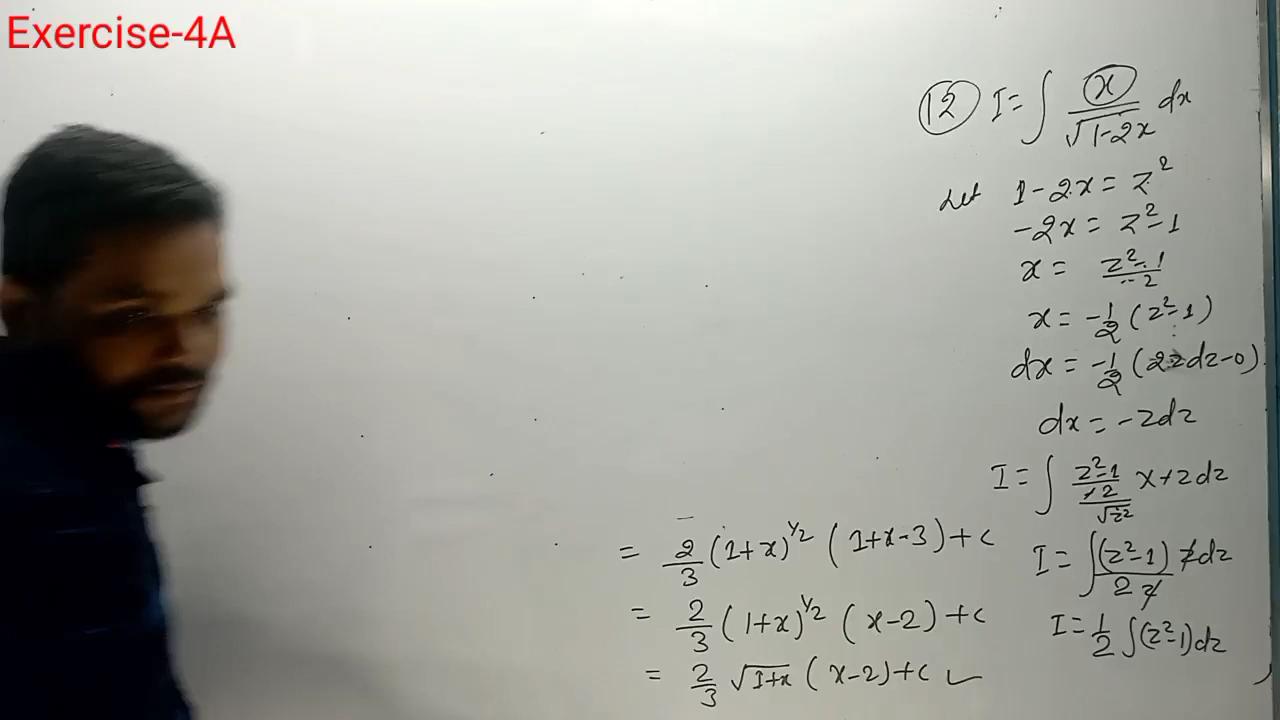 Exercise-4A
= 2/3 (1+x)^1/2 (1+x-3)+c
= 2/3 (1+x)^1/2 (x-2)+c
= 2/3 √1+x (x-2)+c ✓
(12) I = ∫ x/√1-2x dx
Let 1-2x = z²
-2x = z²-1
x = z²-1/-2
x = -1/2 (z²-1)
dx = -1/2 (2zdz-0)
dx = -zdz
I = ∫ z²-1/+2/√z² x+zdz
I = ∫ (z²-1) zdz/2z
I = 1/2 ∫(z²-1)dz